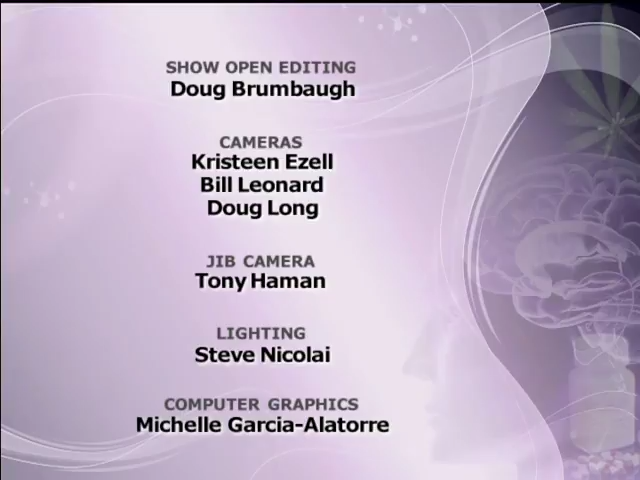 SHOW OPEN EDITING
Doug Brumbaugh
CAMERAS
Kristeen Ezell
Bill Leonard
Doug Long
JIB CAMERA
Tony Haman
LIGHTING
Steve Nicolai
COMPUTER GRAPHICS
Michelle Garcia-Alatorre